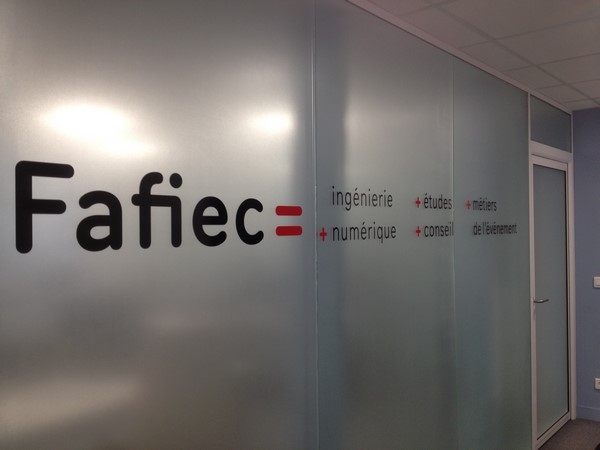 Fafiec =
ingénierie + études + métiers
+ numérique + conseil de l'événement